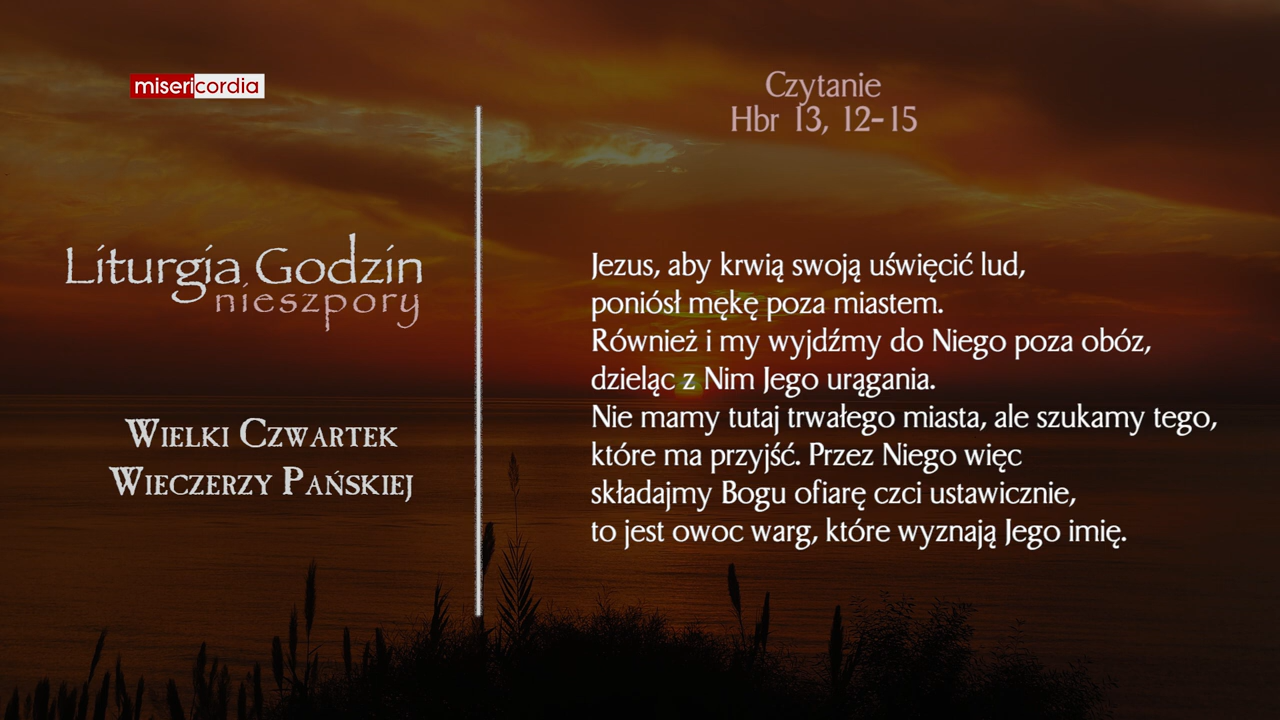 misericordia
Liturgia Godzin
nieszpory
Wielki Czwartek
Wieczerzy Pańskiej
Czytanie
Hbr 13, 12-15
Jezus, aby krwią swoją uświęcić lud,
poniósł mękę poza miastem.
Również i my wyjdźmy do Niego poza obóz,
dzieląc z Nim Jego urągania.
Nie mamy tutaj trwałego miasta, ale szukamy tego,
które ma przyjść. Przez Niego więc
składajmy Bogu ofiarę czci ustawicznie,
to jest owoc warg, które wyznają Jego imię.